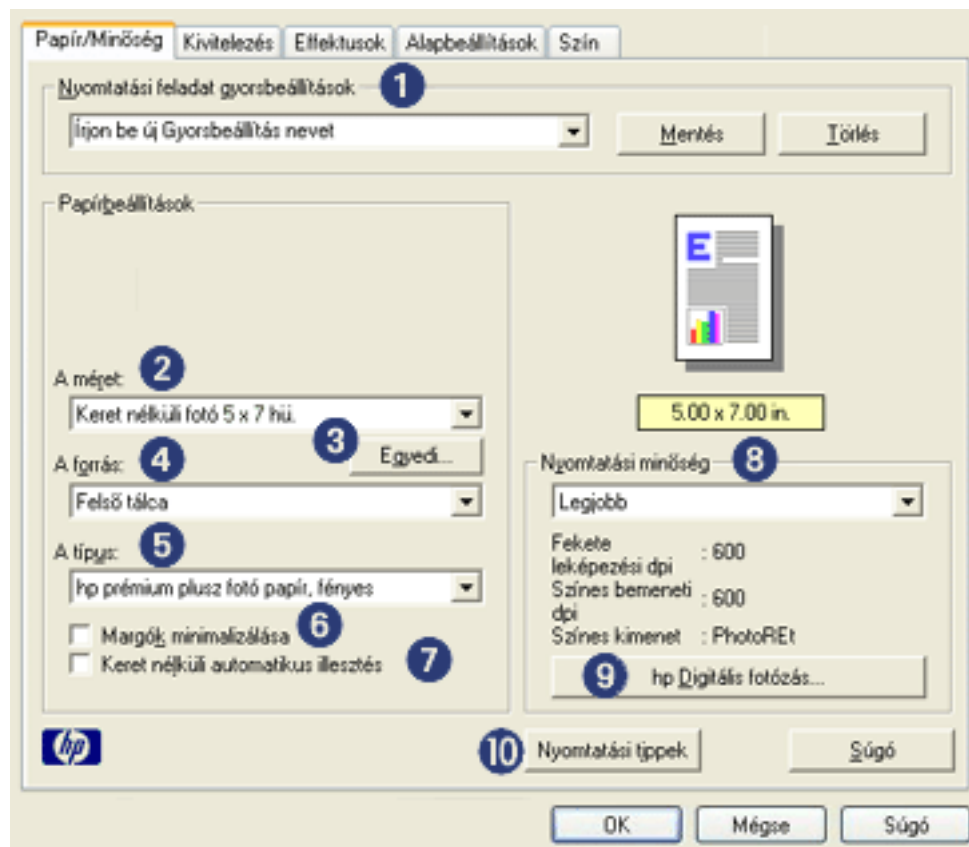 Papír/Minőség Kivitelezés Effektusok Alapbeállítások Szín
Nyomtatási feladat gyorsbeállítások 1
Írjon be új Gyorsbeállítás nevet Mentés Törlés
Papírbeállítások
E
2
A méret:
Keret nélküli fotó 5 x 7 hü.
5.00 x 7.00 in.
3 Egyedi...
A forrás: 4
Felső tálca
A típus: 5
hp prémium plusz fotó papír, fényes
Margók minimalizálása 6
Keret nélküli automatikus illesztés 7
Nyomtatási minőség 8
Legjobb
Fekete
leképezési dpi : 600
Színes bemeneti
dpi : 600
Színes kimenet : PhotoREt
9 hp Digitális fotózás...
hp
10 Nyomtatási tippek Súgó
OK Mégse Súgó